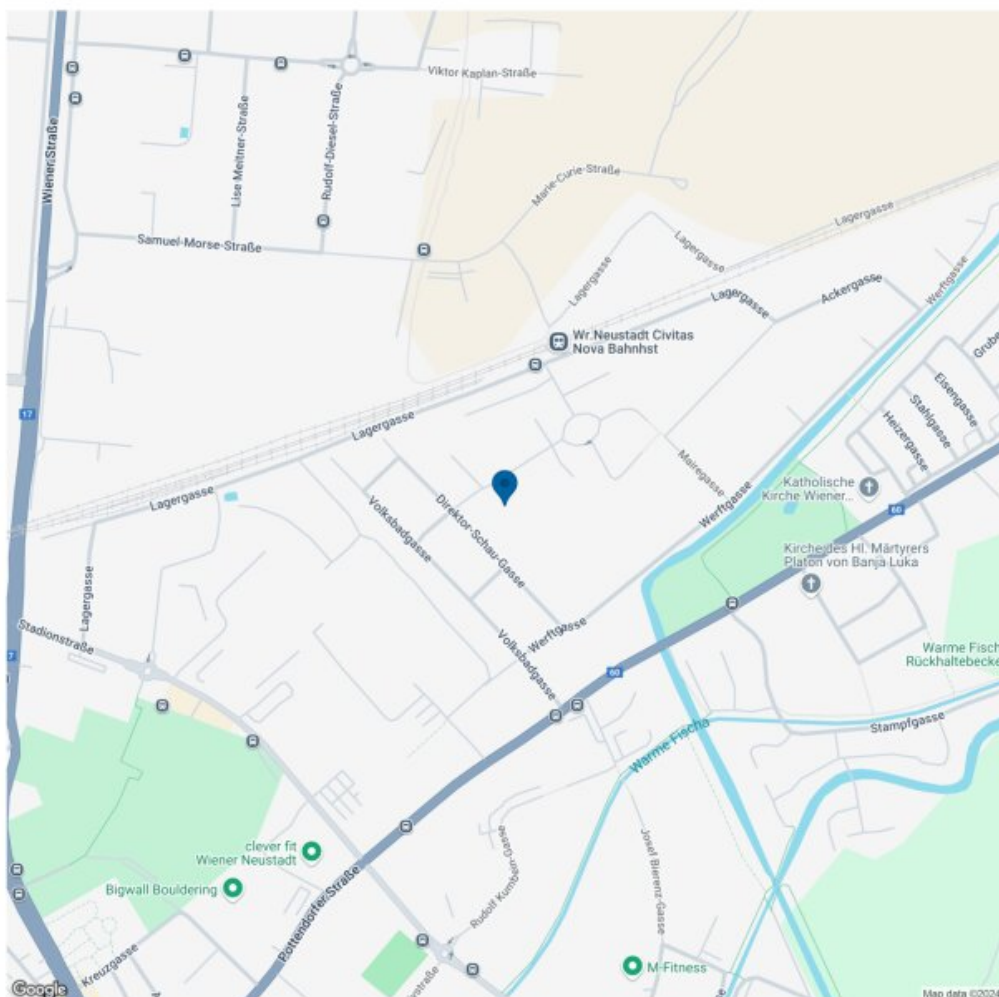 Viktor Kaplan-Straße
Wiener Straße
Lise Meitner-Straße
Rudolf-Diesel-Straße
Marie-Curie-Straße
Lagergasse
Samuel-Morse-Straße
Lagergasse
Lagergasse
Werftgasse
Ackergasse
Lagergasse
Wr.Neustadt Civitas
Nova Bahnhst
Grube
Eisengasse
Stahlgasse
Heizergasse
17
Lagergasse
Mairegasse
Katholische
Kirche Wiener...
Lagergasse
Volksbadgasse
Direktor-Schau-Gasse
Werftgasse
60
Kirche des Hl. Märtyrers
Platon von Banja Luka
Lagergasse
Stadionstraße
Werftgasse
Volksbadgasse
7
60
Warme Fisch
Rückhaltebecke
Stampfgasse
Warme Fischa
clever fit
Wiener Neustadt
Bigwall Bouldering
Pottendorfer Straße
Rudolf Kumbein-Gasse
Josef Bierenz-Gasse
Kreuzgasse
M-Fitness
Google
Map data ©2024